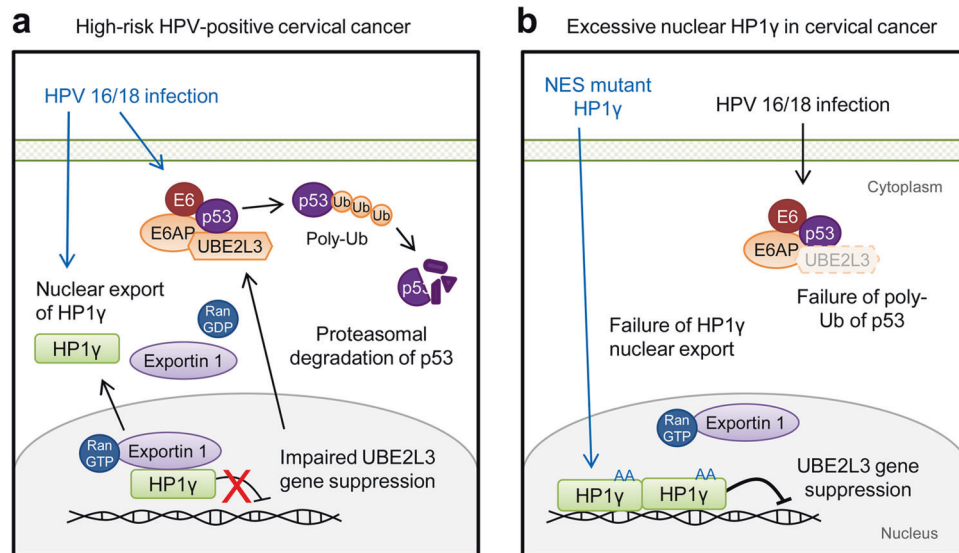 a
High-risk HPV-positive cervical cancer
HPV 16/18 infection
E6
p53
E6AP
UBE2L3
p53
Ub
Ub
Ub
Poly-Ub
p53
Proteasomal
degradation of p53
Nuclear export
of HP1γ
HP1γ
Ran
GDP
Exportin 1
Ran
GTP
Exportin 1
HP1γ
X
Impaired UBE2L3
gene suppression
b
Excessive nuclear HP1γ in cervical cancer
NES mutant
HP1γ
HPV 16/18 infection
Cytoplasm
E6
p53
E6AP
UBE2L3
Failure of poly-
Ub of p53
Failure of HP1γ
nuclear export
Ran
GTP
Exportin 1
AA
AA
HP1γ
HP1γ
UBE2L3 gene
suppression
Nucleus